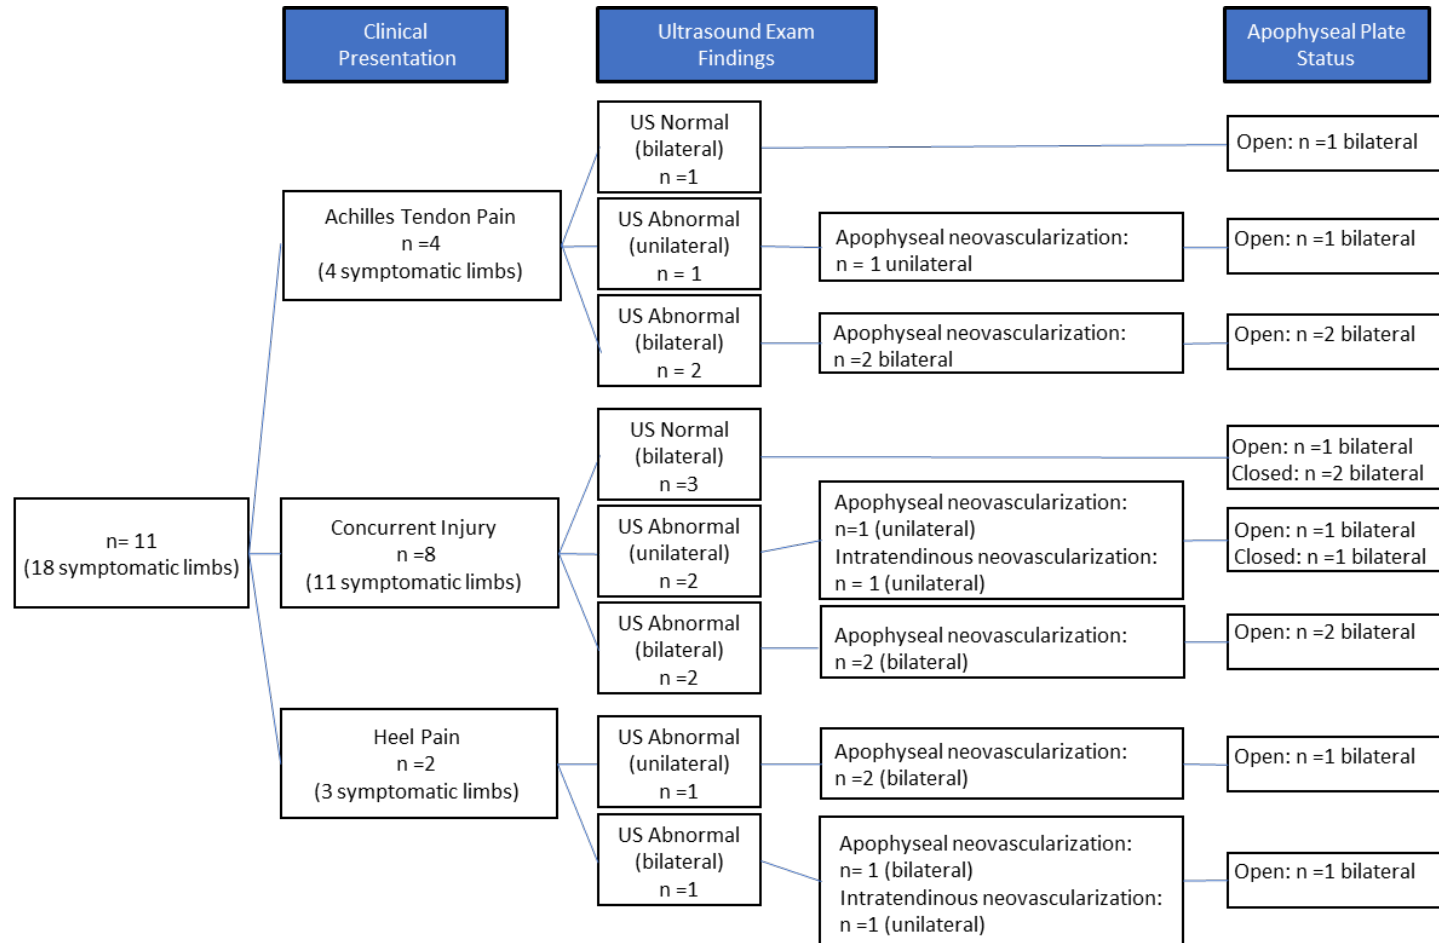 Clinical
Presentation
Ultrasound Exam
Findings
Apophyseal Plate
Status
US Normal
(bilateral)
n =1
Open: n =1 bilateral
Achilles Tendon Pain
n =4
(4 symptomatic limbs)
US Abnormal
(unilateral)
n = 1
Apophyseal neovascularization:
n = 1 unilateral
Open: n =1 bilateral
US Abnormal
(bilateral)
n = 2
Apophyseal neovascularization:
n =2 bilateral
Open: n =2 bilateral
US Normal
(bilateral)
n =3
Open: n =1 bilateral
Closed: n =2 bilateral
n= 11
(18 symptomatic limbs)
Concurrent Injury
n =8
(11 symptomatic limbs)
US Abnormal
(unilateral)
n =2
Apophyseal neovascularization:
n=1 (unilateral)
Intratendinous neovascularization:
n = 1 (unilateral)
Open: n =1 bilateral
Closed: n =1 bilateral
US Abnormal
(bilateral)
n =2
Apophyseal neovascularization:
n =2 (bilateral)
Open: n =2 bilateral
Heel Pain
n =2
(3 symptomatic limbs)
US Abnormal
(unilateral)
n =1
Apophyseal neovascularization:
n =2 (bilateral)
Open: n =1 bilateral
US Abnormal
(bilateral)
n =1
Apophyseal neovascularization:
n= 1 (bilateral)
Intratendinous neovascularization:
n =1 (unilateral)
Open: n =1 bilateral